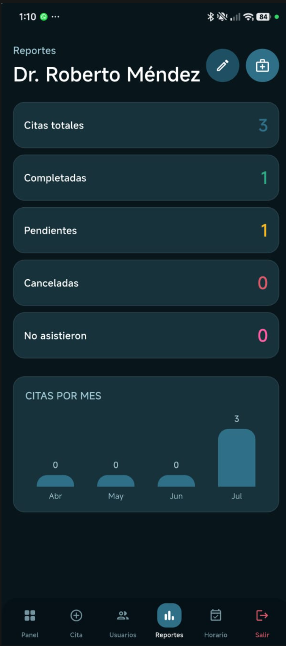 1:10 ...
84
Reportes
Dr. Roberto Méndez
Citas totales 3
Completadas 1
Pendientes 1
Canceladas 0
No asistieron 0
CITAS POR MES
0 0 0 3
Abr May Jun Jul
Panel Cita Usuarios Reportes Horario Salir